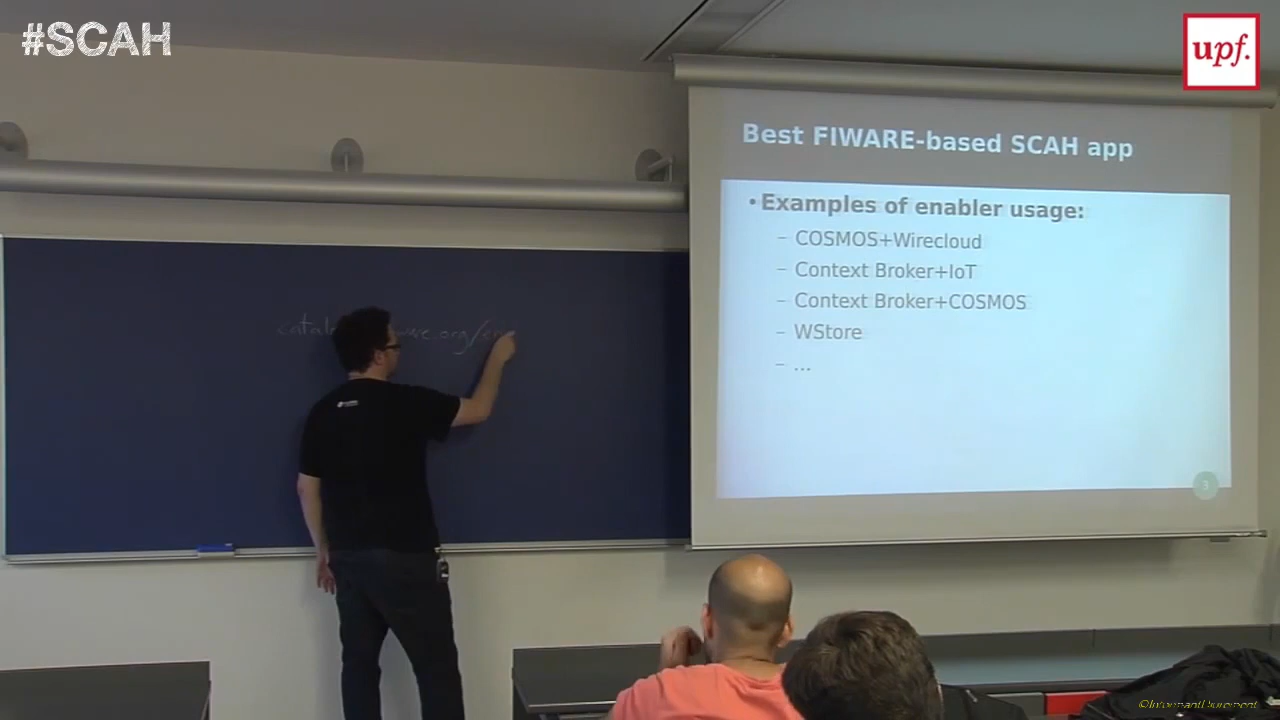 #SCAH
upf.
Best FIWARE-based SCAH app
• Examples of enabler usage:
– COSMOS+Wirecloud
– Context Broker+IoT
– Context Broker+COSMOS
– WStore
– ...
3